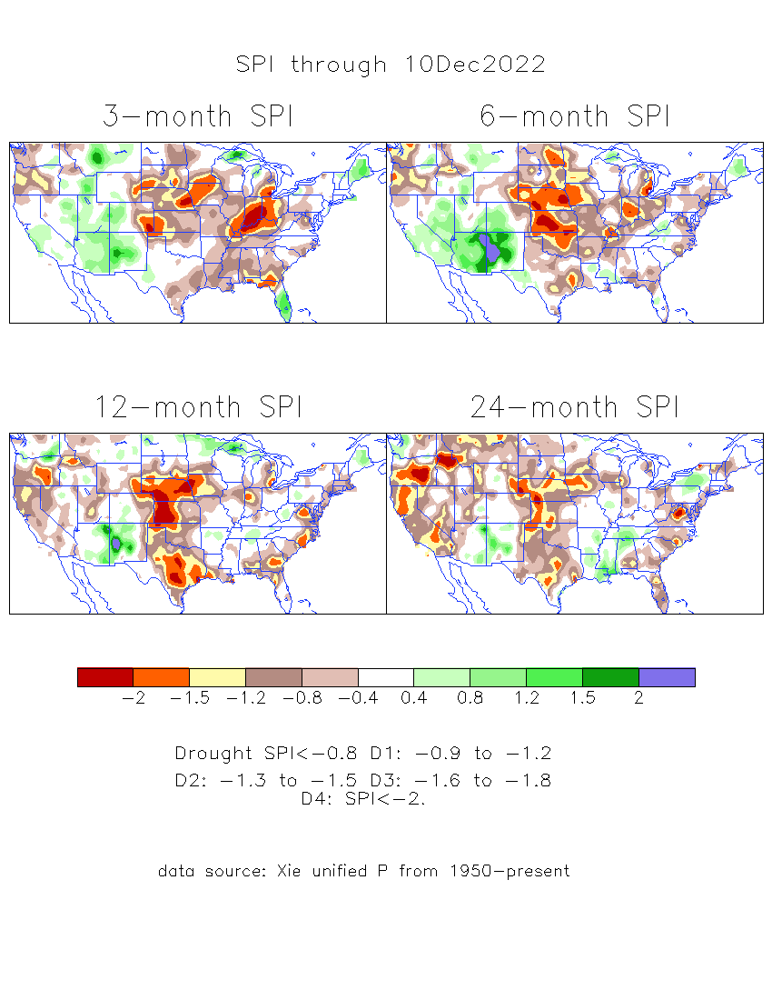 SPI through 10Dec2022
3-month SPI
6-month SPI
12-month SPI
24-month SPI
-2 -1.5 -1.2 -0.8 -0.4 0.4 0.8 1.2 1.5 2
Drought SPI<-0.8 D1: -0.9 to -1.2
D2: -1.3 to -1.5 D3: -1.6 to -1.8
D4: SPI<-2.
data source: Xie unified P from 1950-present